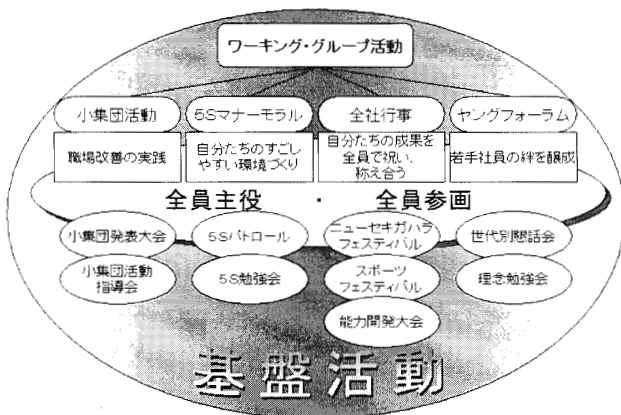 ワーキング・グループ活動
小集団活動
5Sマナーモラル
全社行事
ヤングフォーラム
職場改善の実践
自分たちのすごし
やすい環境づくり
自分たちの成果を
全員で祝い、
称え合う
若手社員の絆を醸成
全員主役 ・ 全員参画
小集団発表大会
5Sパトロール
ニューセキガハラ
フェスティバル
世代別懇話会
小集団活動
指導会
5S勉強会
スポーツ
フェスティバル
理念勉強会
能力開発大会
基盤活動